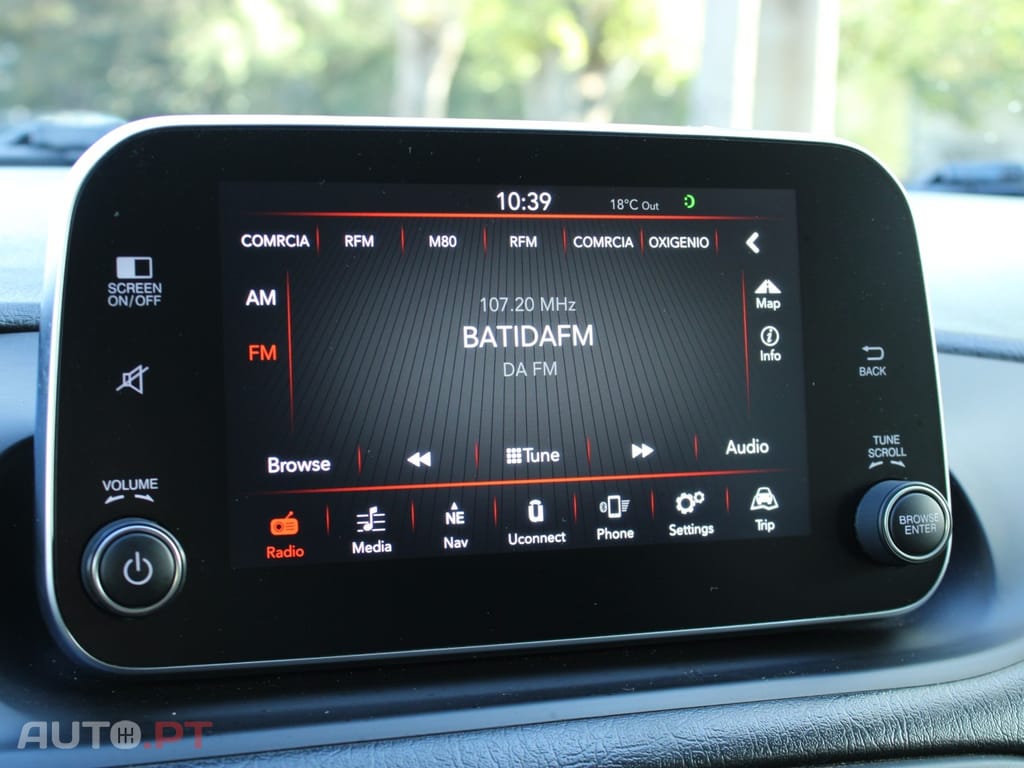 10:39 18°C Out
COMRCIA RFM M80 RFM COMRCIA OXIGENIO
SCREEN
ON/OFF
AM
FM
107.20 MHz
BATIDAFM
DA FM
Map
Info
BACK
Browse Tune Audio
VOLUME
TUNE
SCROLL
BROWSE
ENTER
Radio Media NE Nav Uconnect Phone Settings Trip
AUTO.PT